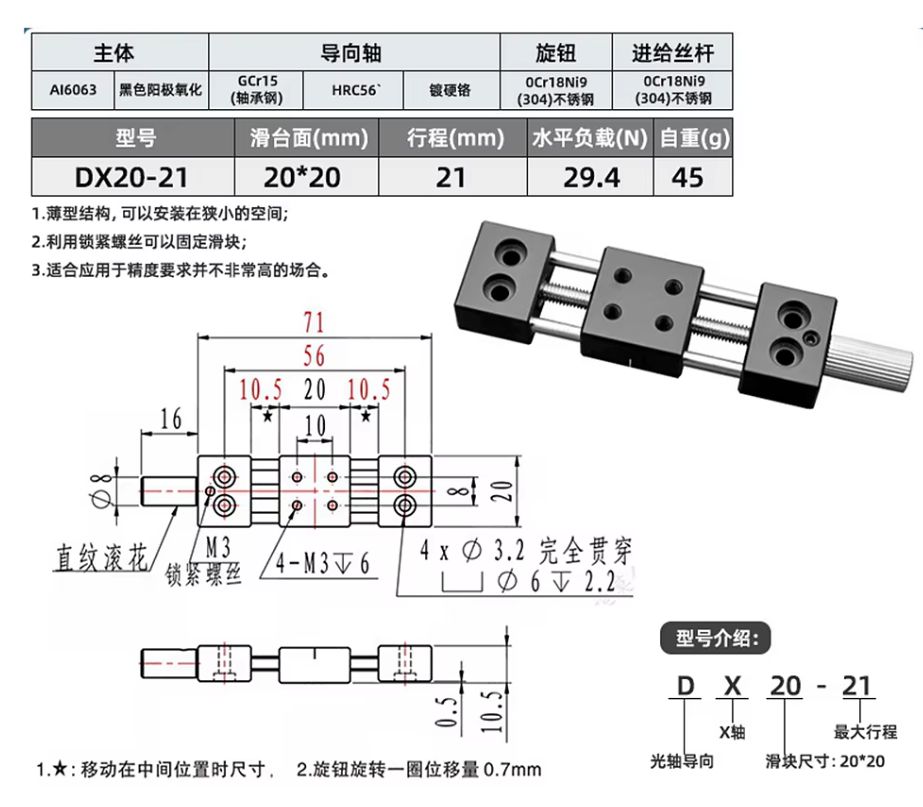 主体 导向轴 旋钮 进给丝杆
AI6063 黑色阳极氧化 GCr15 (轴承钢) HRC56` 镀硬铬 0Cr18Ni9 (304)不锈钢 0Cr18Ni9 (304)不锈钢
型号 滑台面(mm) 行程(mm) 水平负载(N) 自重(g)
DX20-21 20*20 21 29.4 45
1.薄型结构，可以安装在狭小的空间;
2.利用锁紧螺丝可以固定滑块;
3.适合应用于精度要求并不非常高的场合。
71
56
10.5 20 10.5
★ ★
16 10
∅8 8 20
直纹滚花 M3 锁紧螺丝 4-M3↧6 4 x ∅ 3.2 完全贯穿
⌴ ∅ 6 ↧ 2.2
0.5 10.5
型号介绍:
D X 20 - 21
X轴 最大行程
光轴导向 滑块尺寸: 20*20
1.★: 移动在中间位置时尺寸， 2.旋钮旋转一圈位移量0.7mm